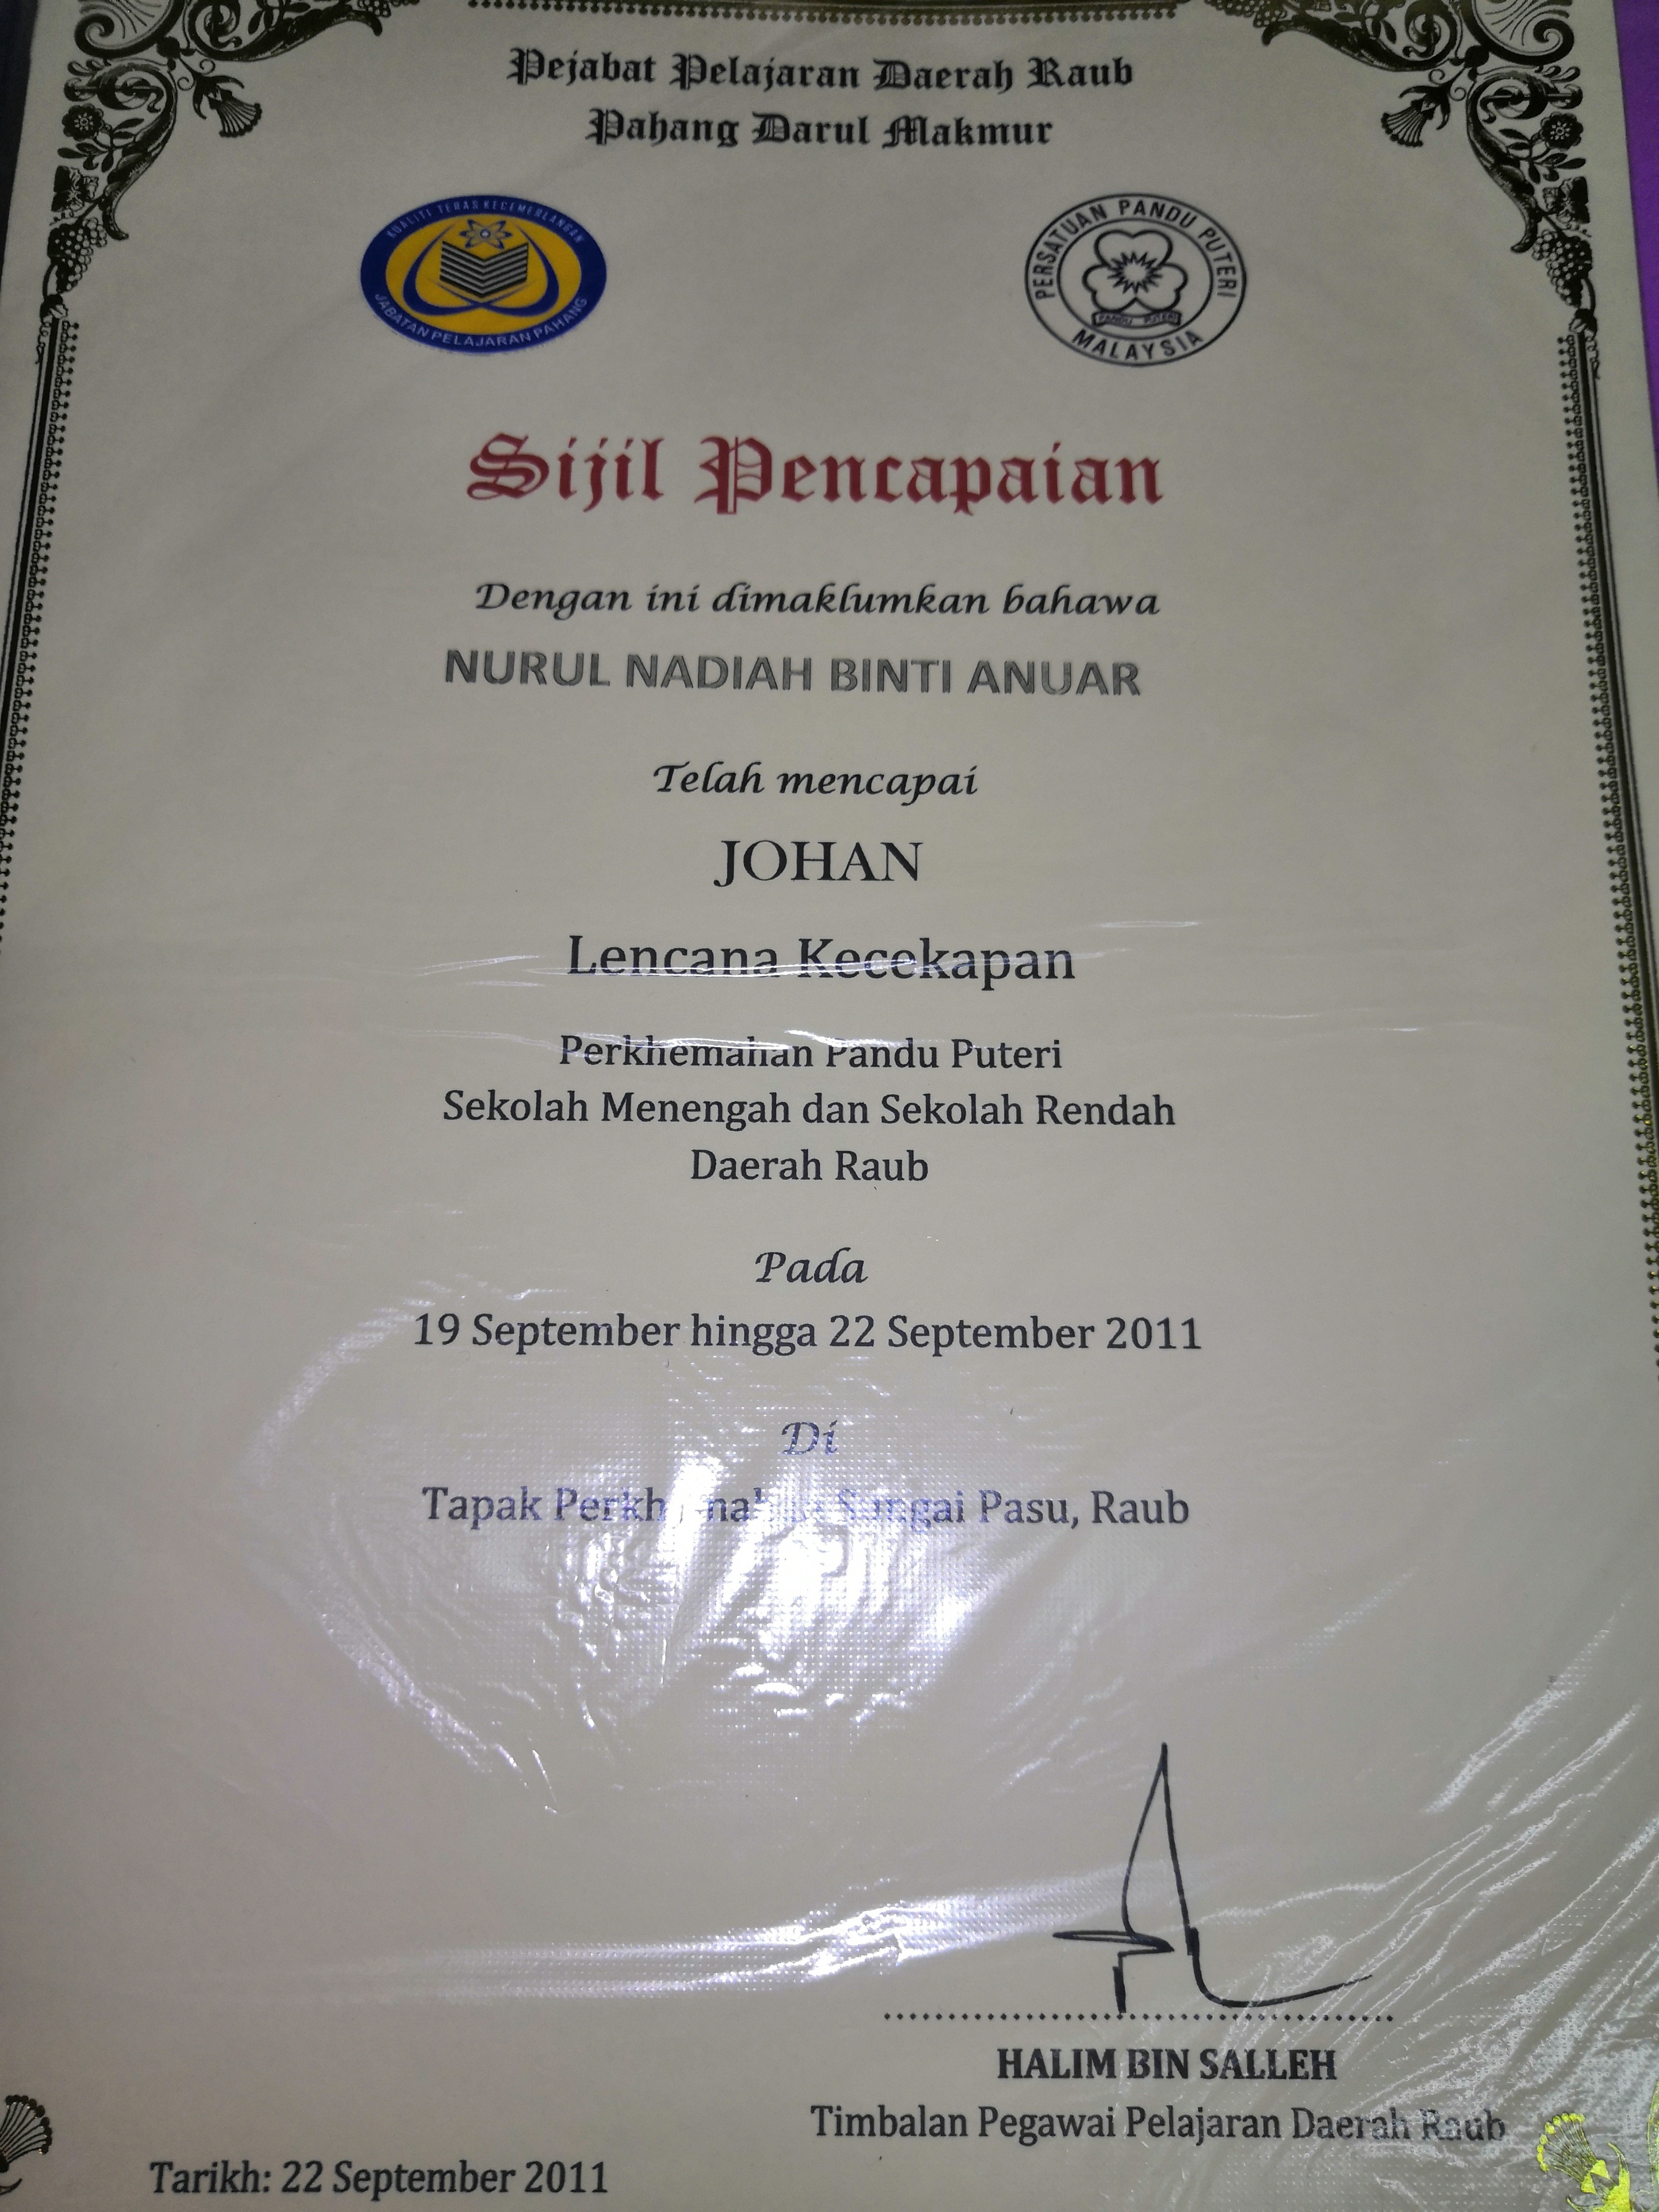 Pejabat Pelajaran Daerah Raub
Pahang Darul Makmur
KUALITI TERAS KECEMERLANGAN
JABATAN PELAJARAN PAHANG
PERSATUAN PANDU PUTERI
PANDU PUTERI
MALAYSIA
Sijil Pencapaian
Dengan ini dimaklumkan bahawa
NURUL NADIAH BINTI ANUAR
Telah mencapai
JOHAN
Lencana Kecekapan
Perkhemahan Pandu Puteri
Sekolah Menengah dan Sekolah Rendah
Daerah Raub
Pada
19 September hingga 22 September 2011
Di
Tapak Perkhemahan Sungai Pasu, Raub
HALIM BIN SALLEH
Timbalan Pegawai Pelajaran Daerah Raub
Tarikh: 22 September 2011